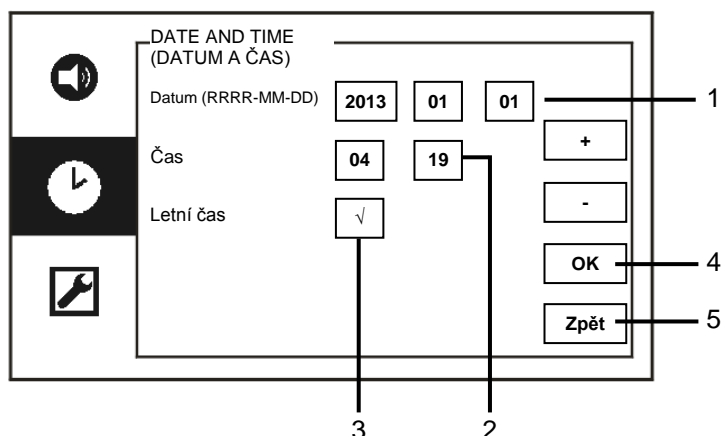 DATE AND TIME
(DATUM A ČAS)
Datum (RRRR-MM-DD) 2013 01 01 1
+
Čas 04 19
-
Letní čas √
OK 4
Zpět 5
3 2